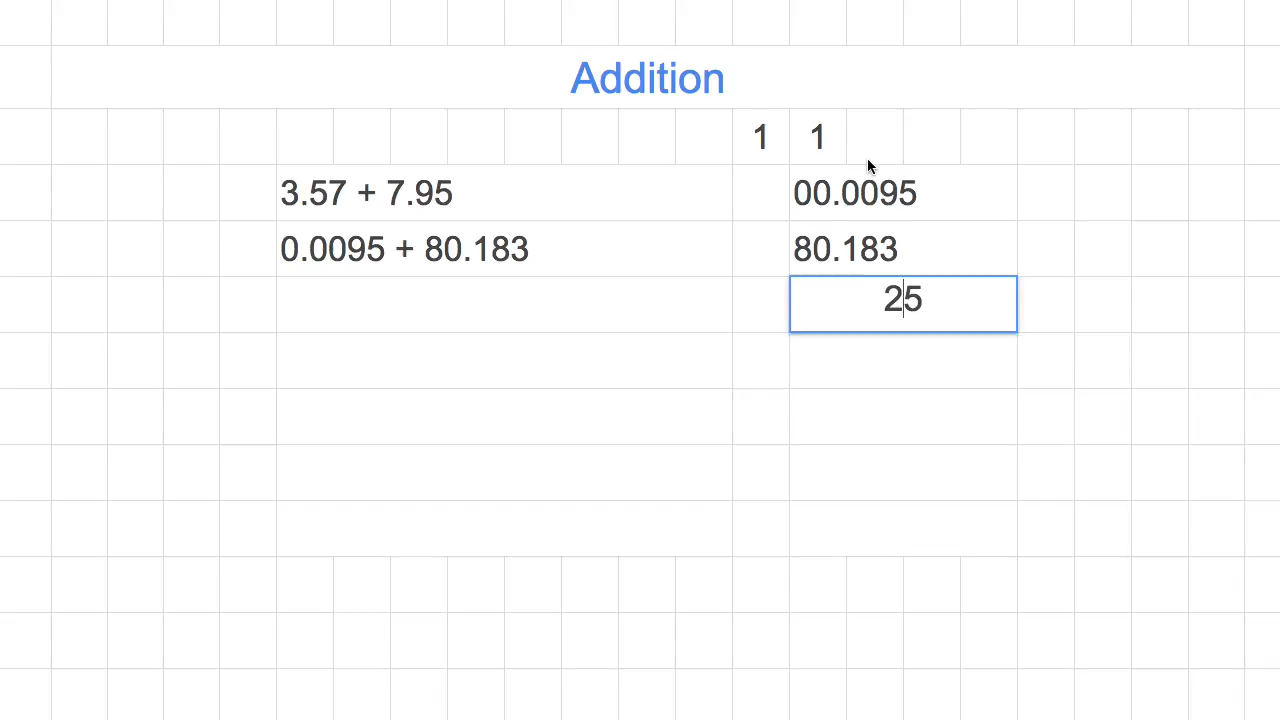 Addition
1 1
3.57 + 7.95 00.0095
0.0095 + 80.183 80.183
25